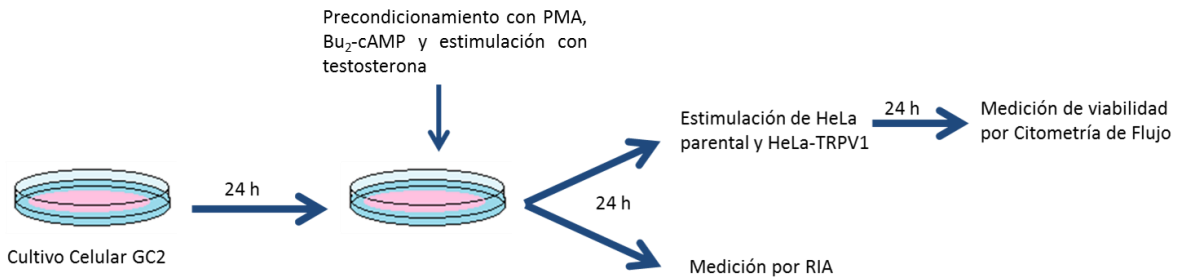 Precondicionamiento con PMA,
Bu₂-cAMP y estimulación con
testosterona
24 h
Estimulación de HeLa
parental y HeLa-TRPV1
24 h
Medición de viabilidad
por Citometría de Flujo
24 h
Cultivo Celular GC2
Medición por RIA